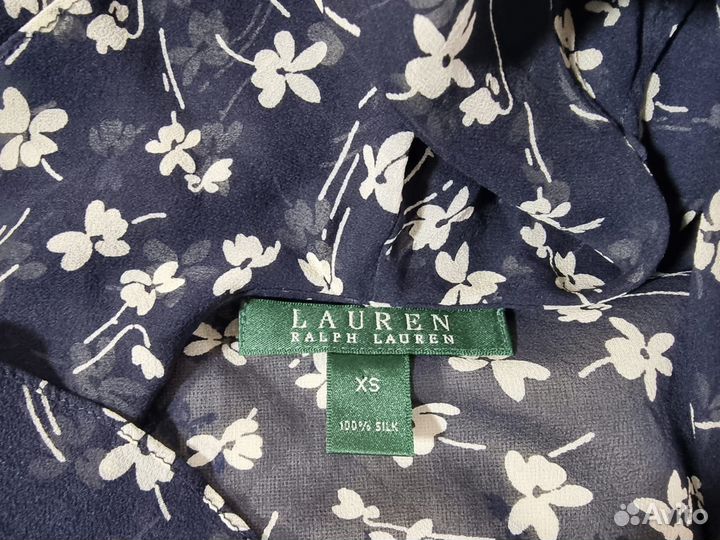 LAUREN
RALPH LAUREN
XS
100% SILK
Avito